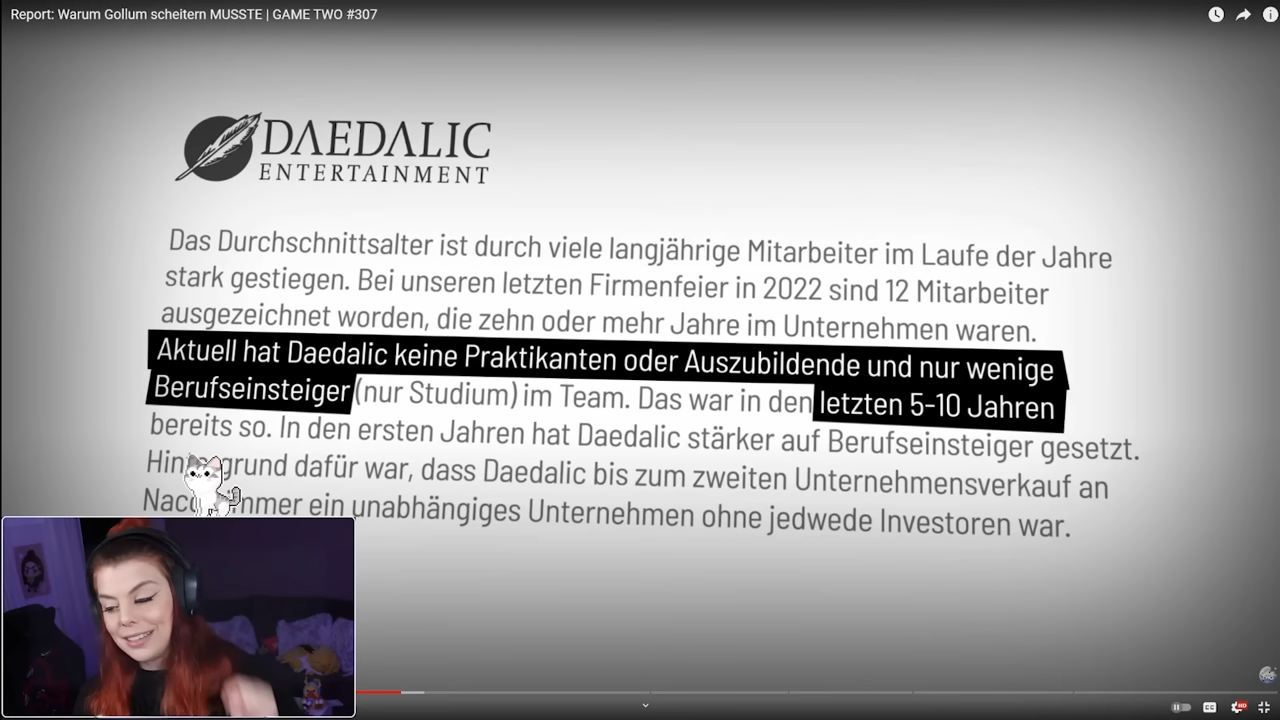 Report: Warum Gollum scheitern MUSSTE | GAME TWO #307
DAEDALIC
ENTERTAINMENT
Das Durchschnittsalter ist durch viele langjährige Mitarbeiter im Laufe der Jahre
stark gestiegen. Bei unseren letzten Firmenfeier in 2022 sind 12 Mitarbeiter
ausgezeichnet worden, die zehn oder mehr Jahre im Unternehmen waren.
Aktuell hat Daedalic keine Praktikanten oder Auszubildende und nur wenige
Berufseinsteiger (nur Studium) im Team. Das war in den letzten 5-10 Jahren
bereits so. In den ersten Jahren hat Daedalic stärker auf Berufseinsteiger gesetzt.
dafür war, dass Daedalic bis zum zweiten Unternehmensverkauf an
ein unabhängiges Unternehmen ohne jedwede Investoren war.
CC
HD